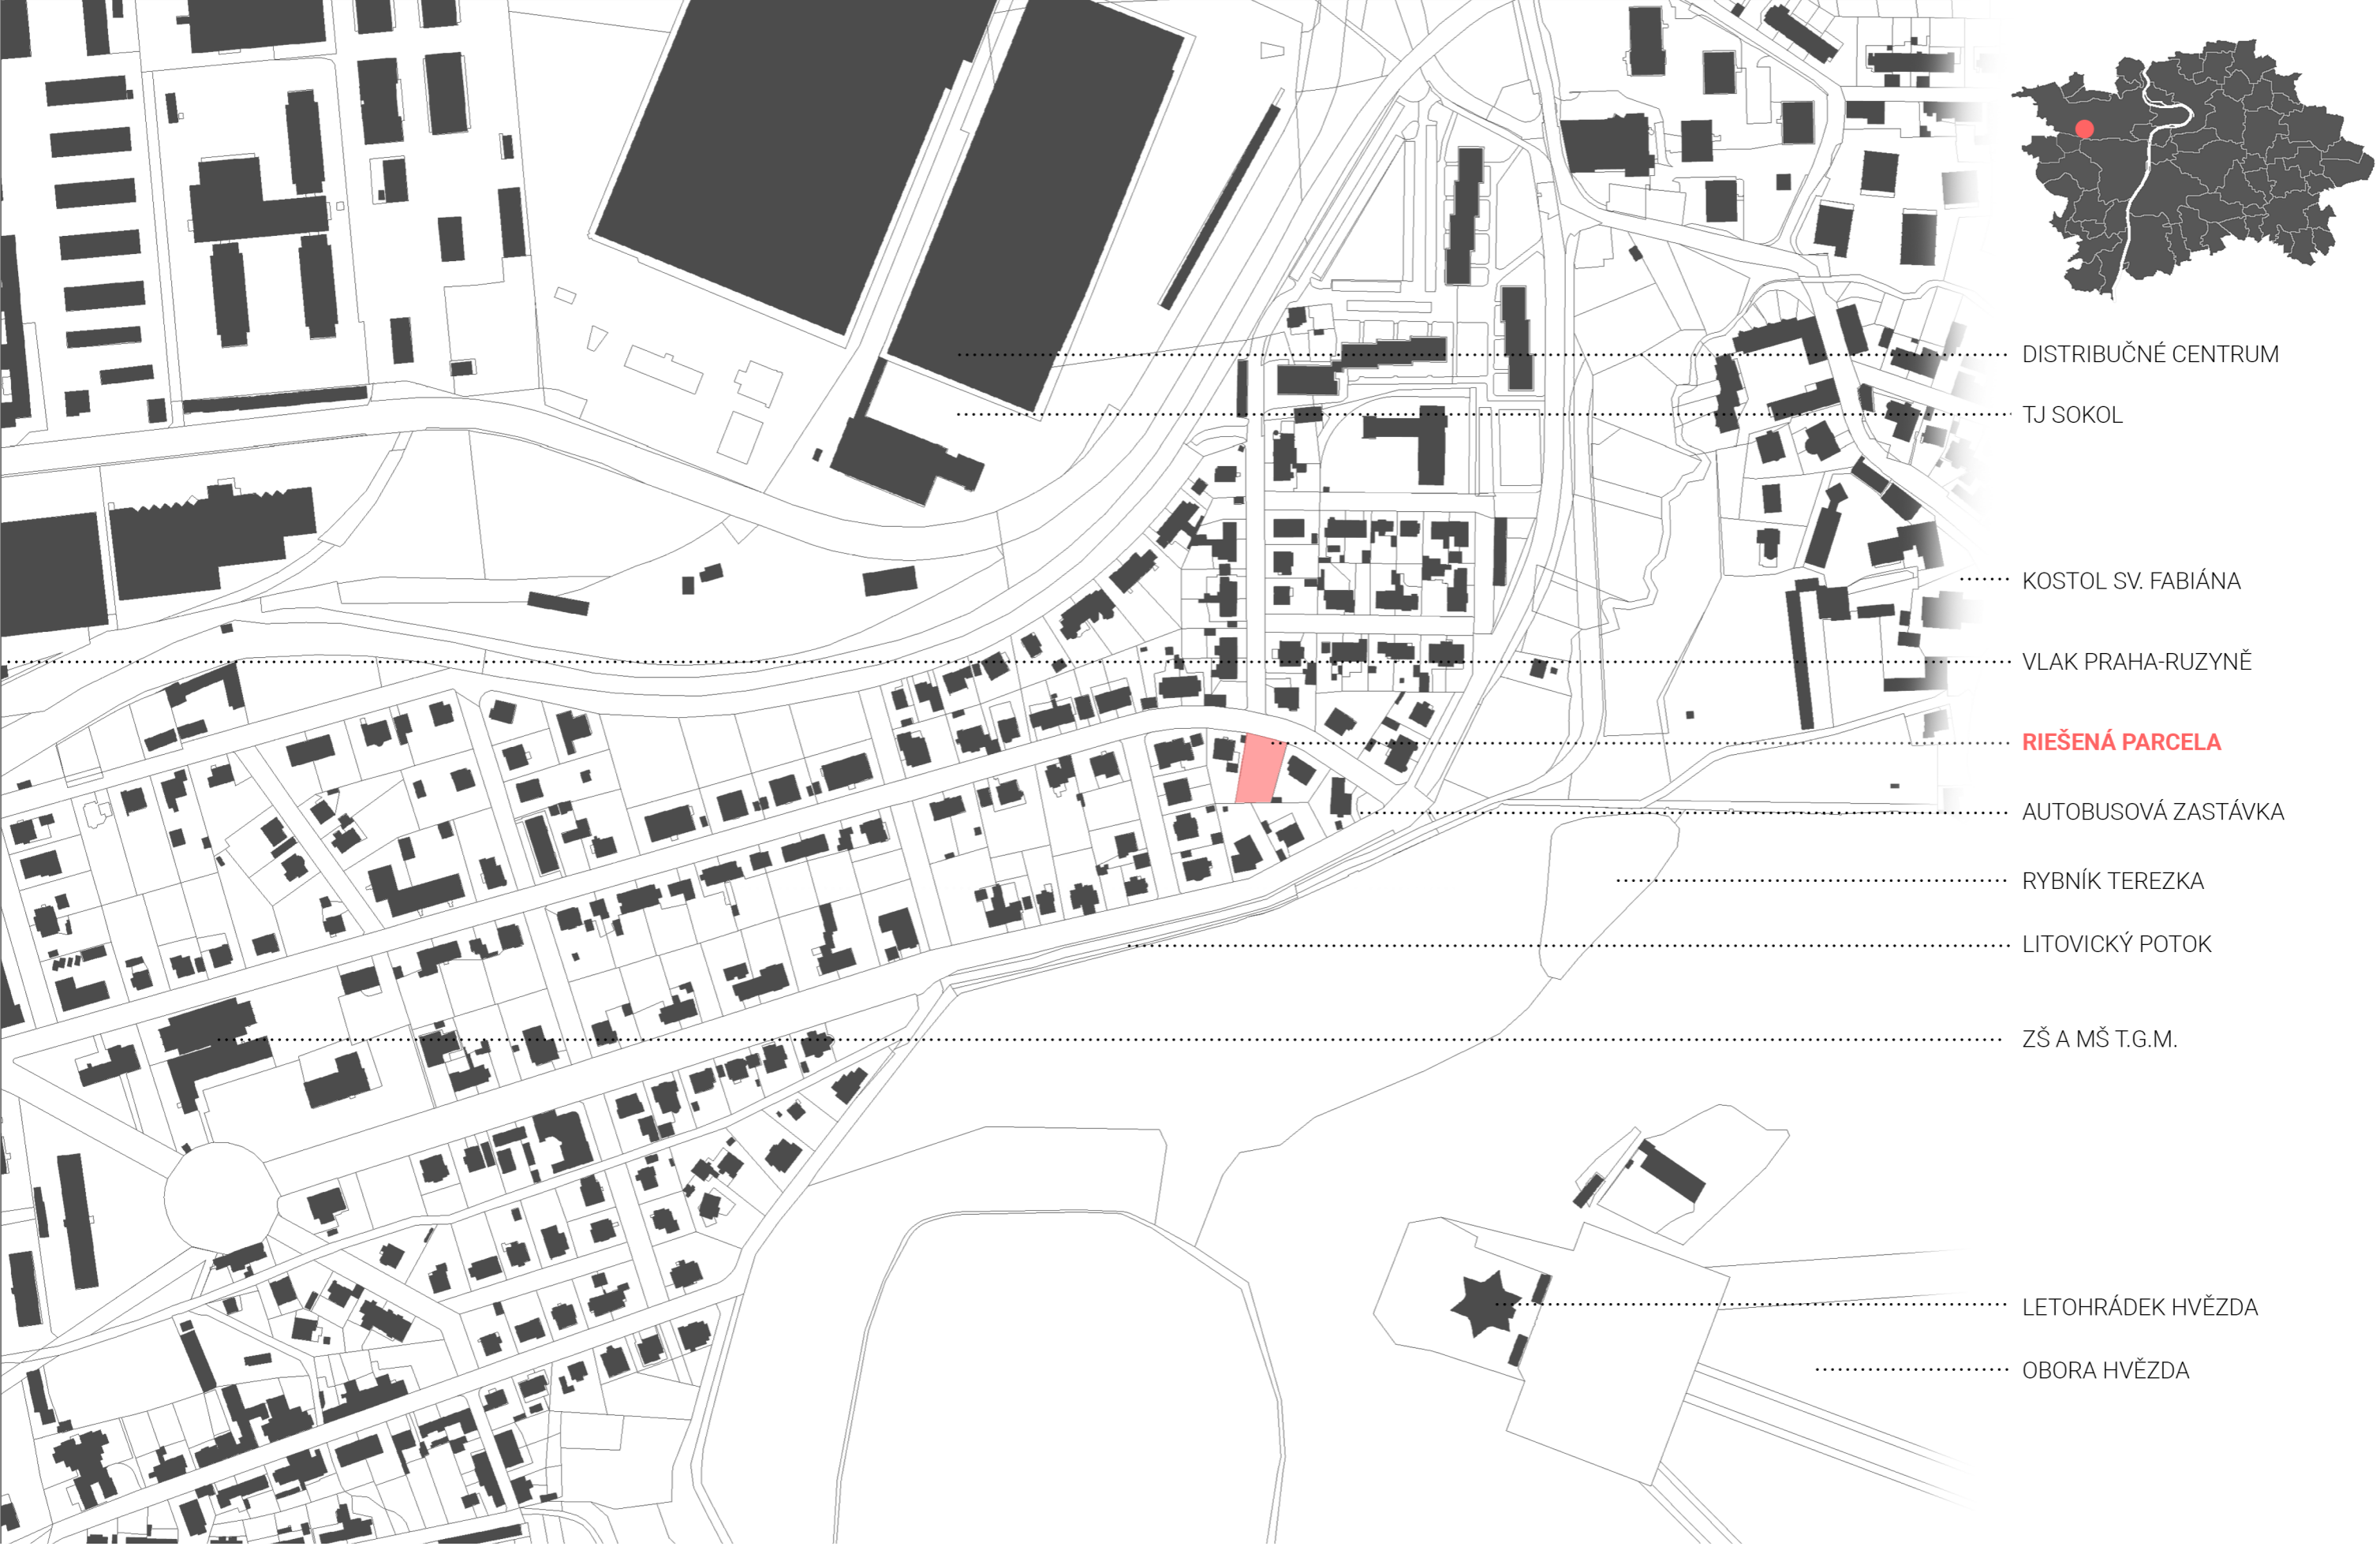 DISTRIBUČNÉ CENTRUM
TJ SOKOL
KOSTOL SV. FABIÁNA
VLAK PRAHA-RUZYNĚ
RIEŠENÁ PARCELA
AUTOBUSOVÁ ZASTÁVKA
RYBNÍK TEREZKA
LITOVICKÝ POTOK
ZŠ A MŠ T.G.M.
LETOHRÁDEK HVĚZDA
OBORA HVĚZDA